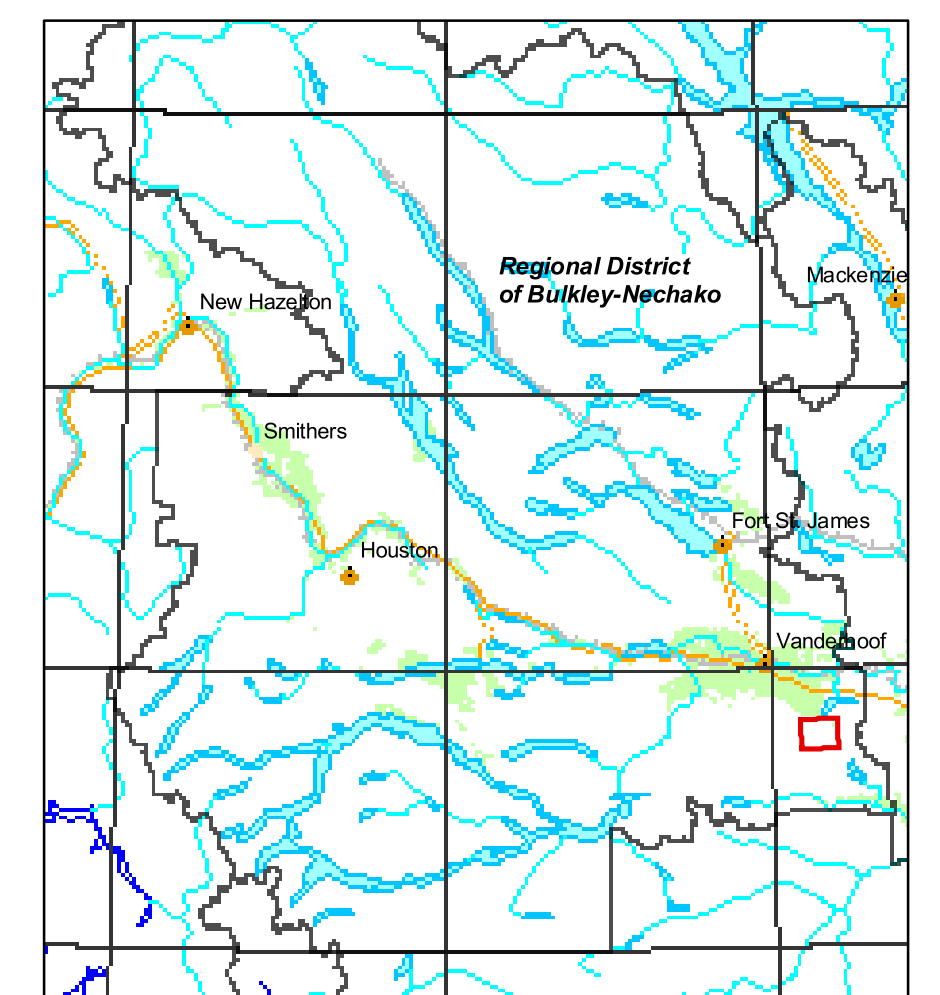 Regional District
of Bulkley-Nechako
Mackenzie
New Hazelton
Smithers
Fort St. James
Houston
Vanderhoof